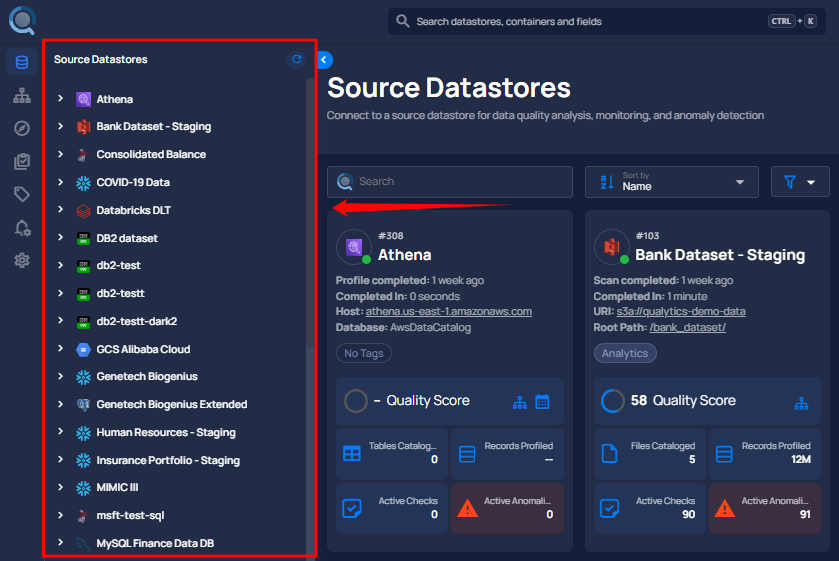 Search datastores, containers and fields
CTRL + K
Source Datastores
Athena
Bank Dataset - Staging
Consolidated Balance
COVID-19 Data
Databricks DLT
DB2 dataset
db2-test
db2-testt
db2-testt-dark2
GCS Alibaba Cloud
Genetech Biogenius
Genetech Biogenius Extended
Human Resources - Staging
Insurance Portfolio - Staging
MIMIC III
msft-test-sql
MySQL Finance Data DB
Source Datastores
Connect to a source datastore for data quality analysis, monitoring, and anomaly detection
Search
Sort by
Name
#308
Athena
Profile completed: 1 week ago
Completed In: 0 seconds
Host: athena.us-east-1.amazonaws.com
Database: AwsDataCatalog
No Tags
– Quality Score
Tables Catalog...
0
Records Profiled
--
Active Checks
0
Active Anomali...
0
#103
Bank Dataset - Staging
Scan completed: 1 week ago
Completed In: 1 minute
URI: s3a://qualytics-demo-data
Root Path: /bank_dataset/
Analytics
58 Quality Score
Files Cataloged
5
Records Profiled
12M
Active Checks
90
Active Anomali...
91